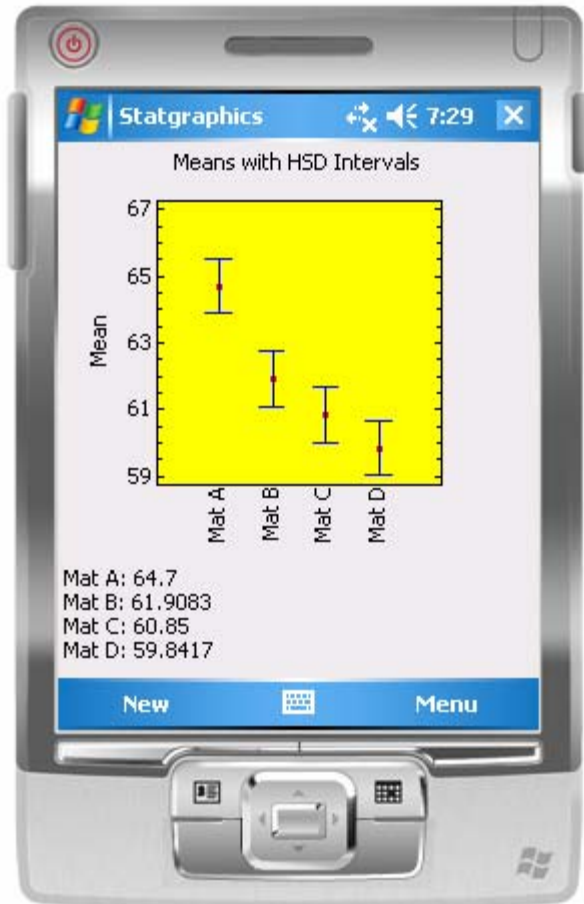 Statgraphics 7:29
Means with HSD Intervals
67
65
63
61
59
Mean
Mat A
Mat B
Mat C
Mat D
Mat A: 64.7
Mat B: 61.9083
Mat C: 60.85
Mat D: 59.8417
New Menu